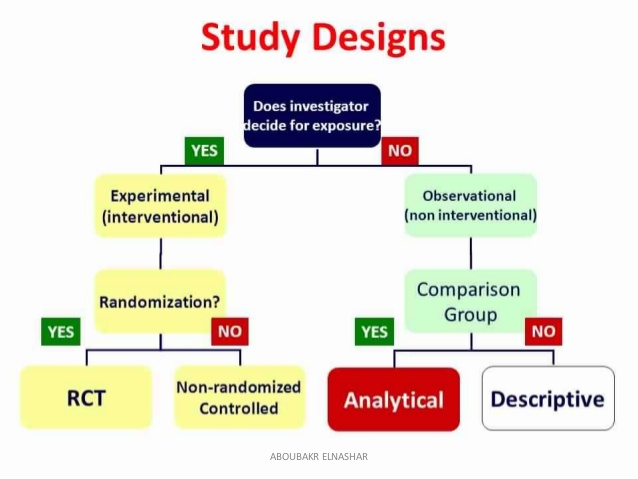 Study Designs
Does investigator
decide for exposure?
YES
NO
Experimental
(interventional)
Observational
(non interventional)
Randomization?
Comparison
Group
YES
NO
YES
NO
RCT
Non-randomized
Controlled
Analytical
Descriptive
ABOUBAKR ELNASHAR